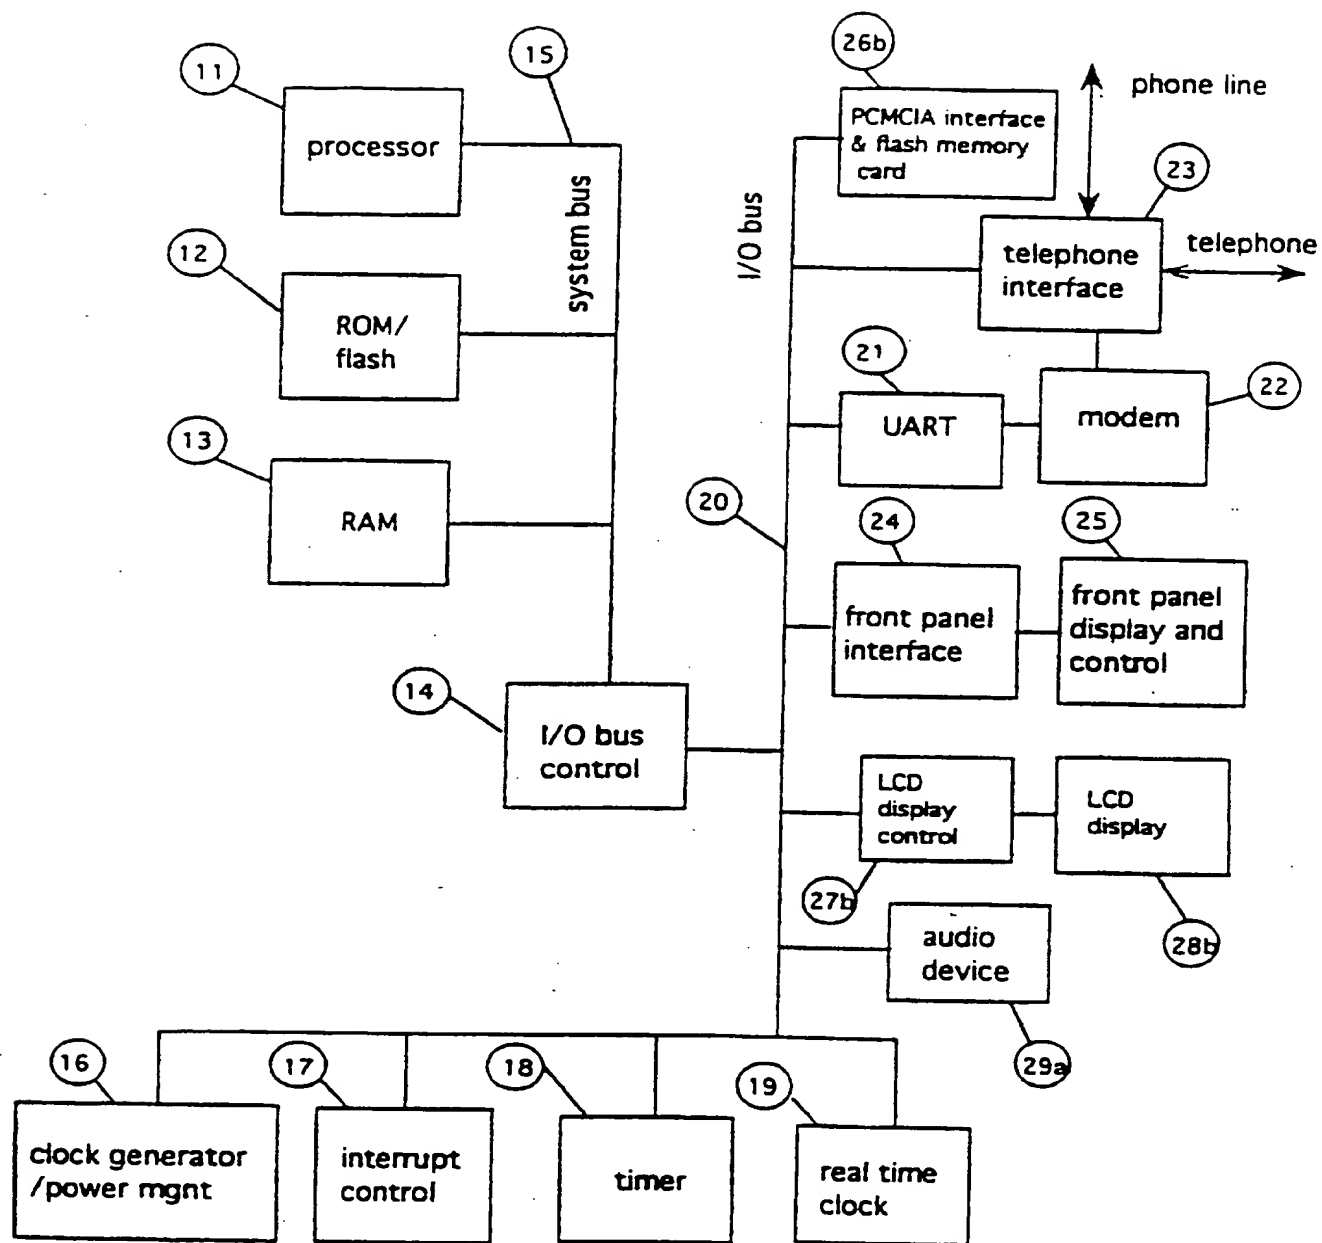 11
processor
15
system bus
12
ROM/
flash
13
RAM
14
I/O bus
control
I/O bus
20
26b
PCMCIA interface
& flash memory
card
phone line
23
telephone
interface
telephone
21
UART
22
modem
24
front panel
interface
25
front panel
display and
control
LCD
display
control
27b
LCD
display
28b
audio
device
29a
16
clock generator
/power mgnt
17
interrupt
control
18
timer
19
real time
clock